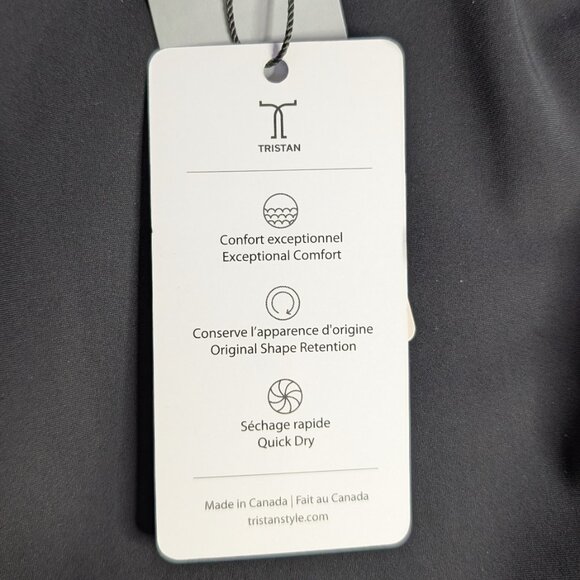 TRISTAN
Confort exceptionnel
Exceptional Comfort
Conserve l'apparence d'origine
Original Shape Retention
Séchage rapide
Quick Dry
Made in Canada | Fait au Canada
tristanstyle.com